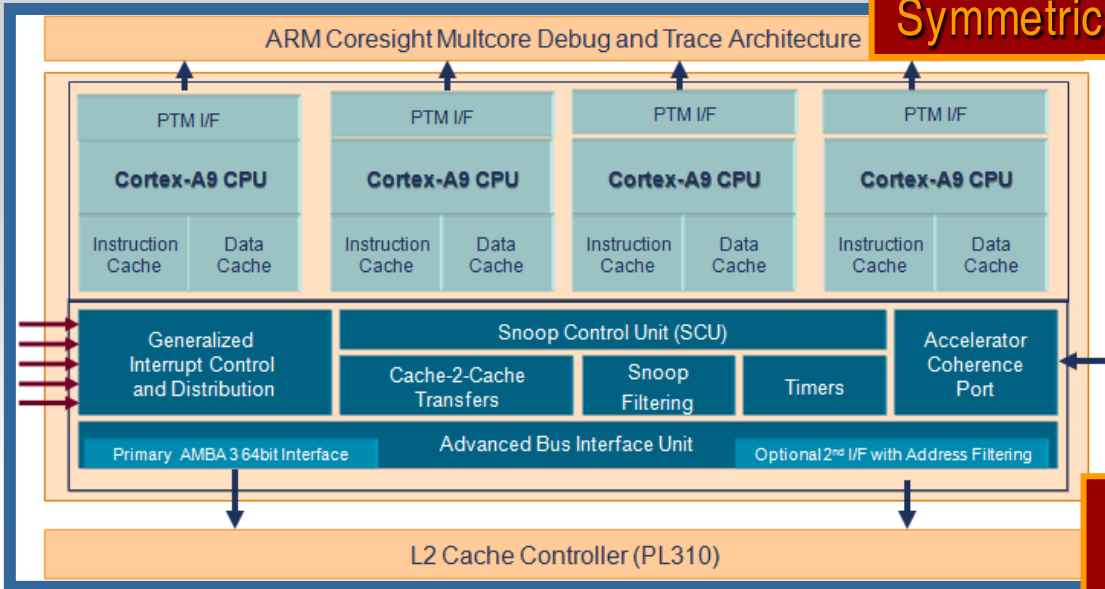 Symmetric
ARM Coresight Multcore Debug and Trace Architecture
PTM I/F
PTM I/F
PTM I/F
PTM I/F
Cortex-A9 CPU
Cortex-A9 CPU
Cortex-A9 CPU
Cortex-A9 CPU
Instruction
Cache
Data
Cache
Instruction
Cache
Data
Cache
Instruction
Cache
Data
Cache
Instruction
Cache
Data
Cache
Generalized
Interrupt Control
and Distribution
Snoop Control Unit (SCU)
Cache-2-Cache
Transfers
Snoop
Filtering
Timers
Accelerator
Coherence
Port
Advanced Bus Interface Unit
Primary AMBA 3 64bit Interface
Optional 2nd I/F with Address Filtering
L2 Cache Controller (PL310)